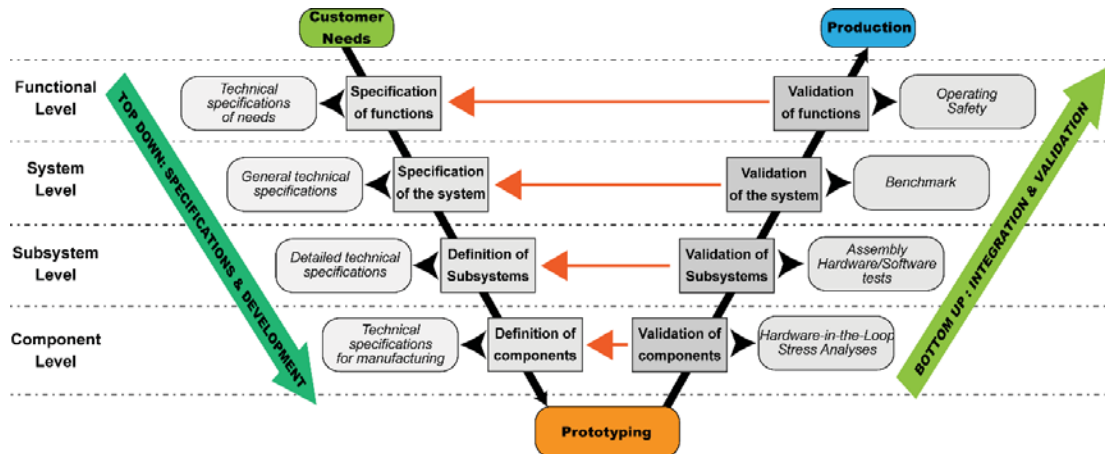 Customer
Needs
Production
Functional
Level
Technical
specifications
of needs
Specification
of functions
Validation
of functions
Operating
Safety
System
Level
General technical
specifications
Specification
of the system
Validation
of the system
Benchmark
Subsystem
Level
Detailed technical
specifications
Definition of
Subsystems
Validation of
Subsystems
Assembly
Hardware/Software
tests
Component
Level
Technical
specifications
for manufacturing
Definition of
components
Validation of
components
Hardware-in-the-Loop
Stress Analyses
Prototyping
TOP DOWN: SPECIFICATIONS & DEVELOPMENT
BOTTOM UP : INTEGRATION & VALIDATION